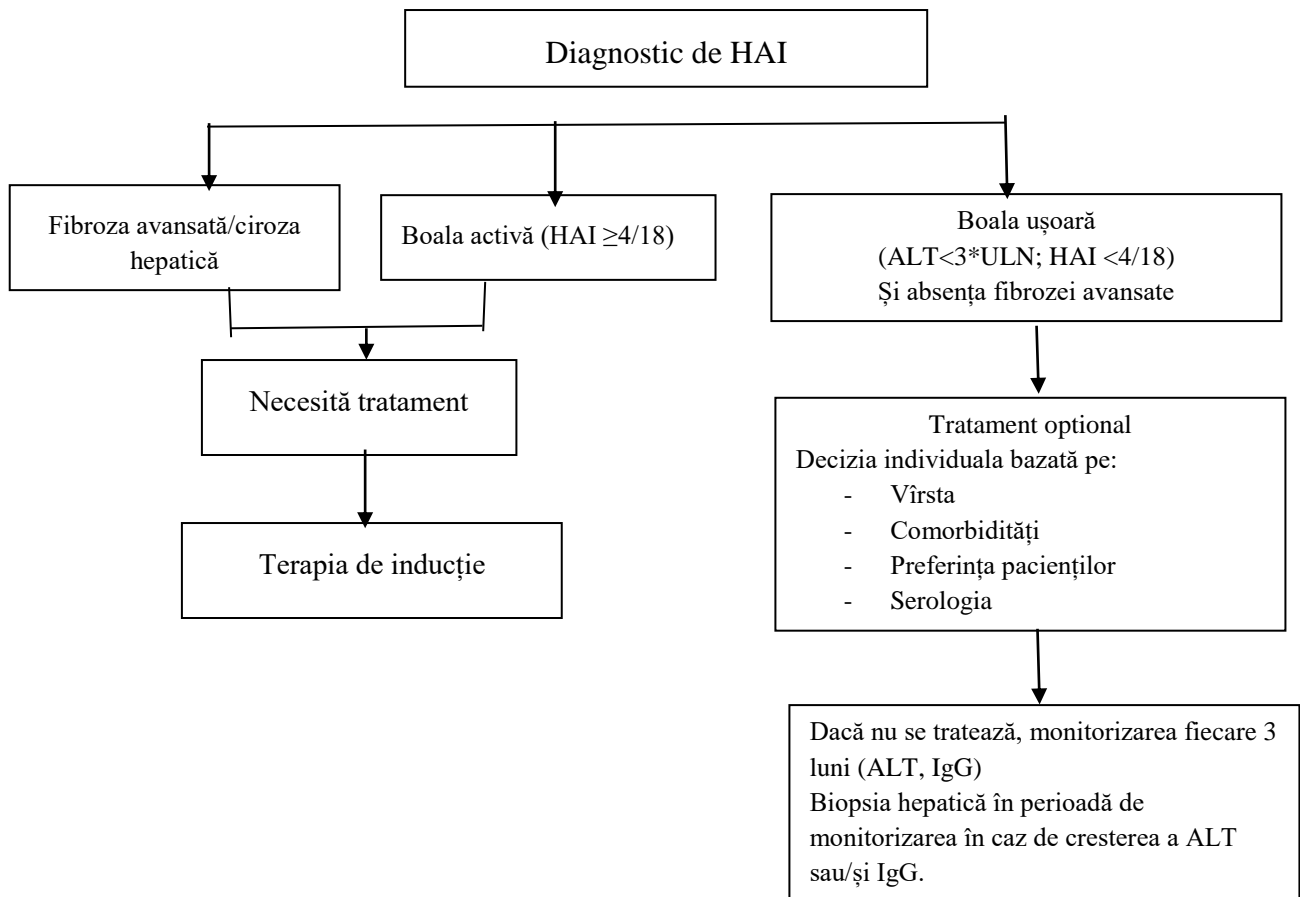 Diagnostic de HAI
Fibroza avansată/ciroza
hepatică
Boala activă (HAI ≥4/18)
Boala ușoară
(ALT<3*ULN; HAI <4/18)
Și absența fibrozei avansate
Necesită tratament
Terapia de inducție
Tratament optional
Decizia individuala bazată pe:
- Vîrsta
- Comorbidități
- Preferința pacienților
- Serologia
Dacă nu se tratează, monitorizarea fiecare 3
luni (ALT, IgG)
Biopsia hepatică în perioadă de
monitorizarea în caz de cresterea a ALT
sau/și IgG.